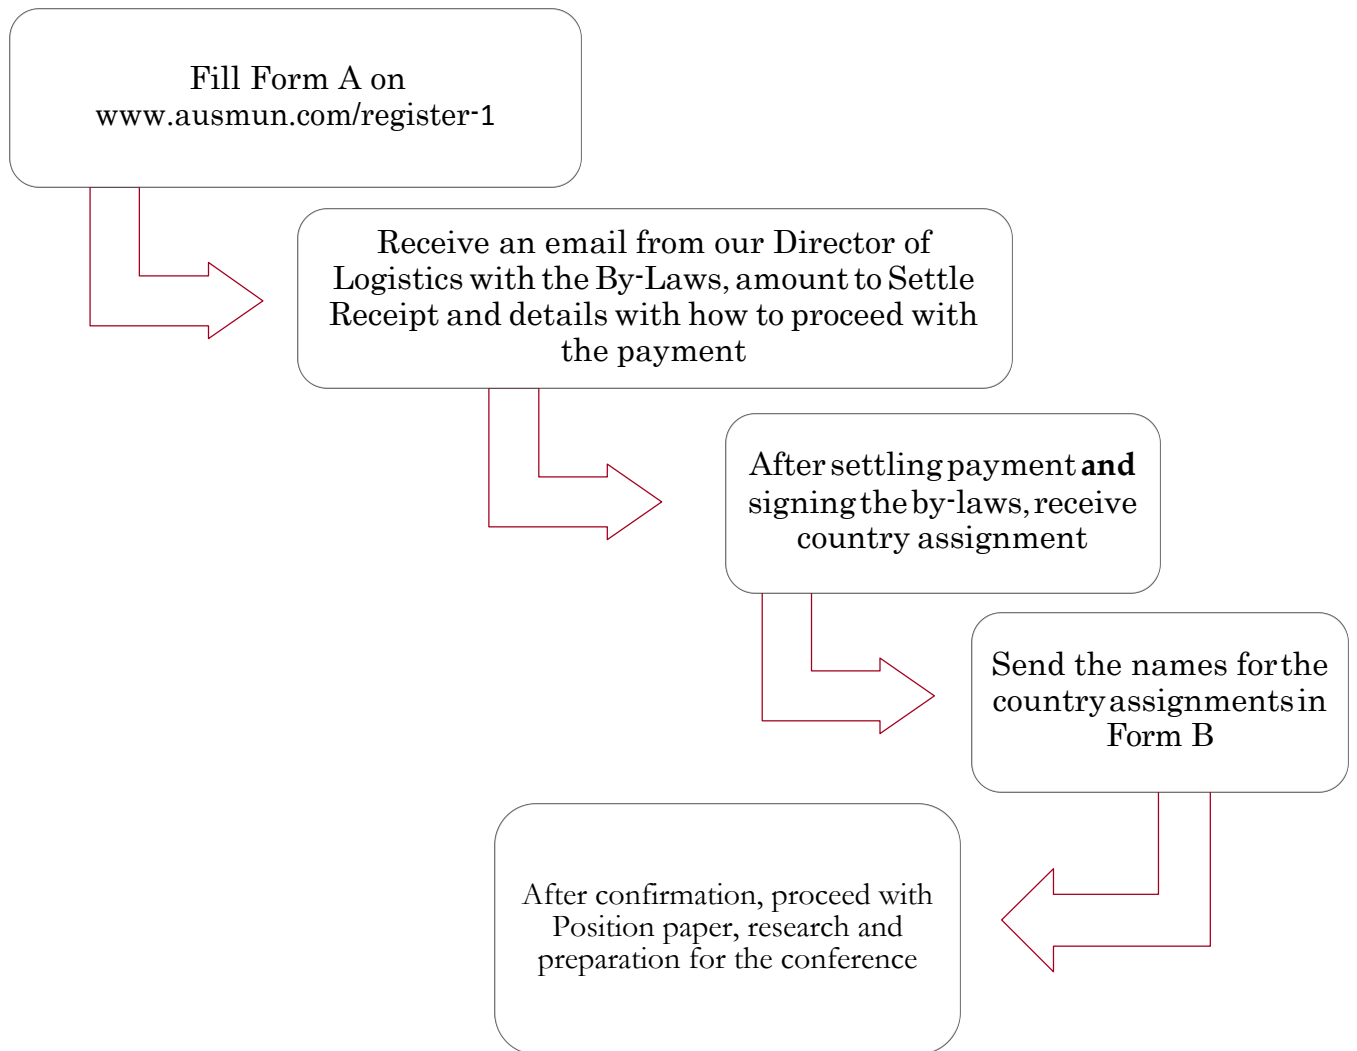 Fill Form A on
www.ausmun.com/register-1
Receive an email from our Director of
Logistics with the By-Laws, amount to Settle
Receipt and details with how to proceed with
the payment
After settling payment and
signing the by-laws, receive
country assignment
Send the names for the
country assignments in
Form B
After confirmation, proceed with
Position paper, research and
preparation for the conference